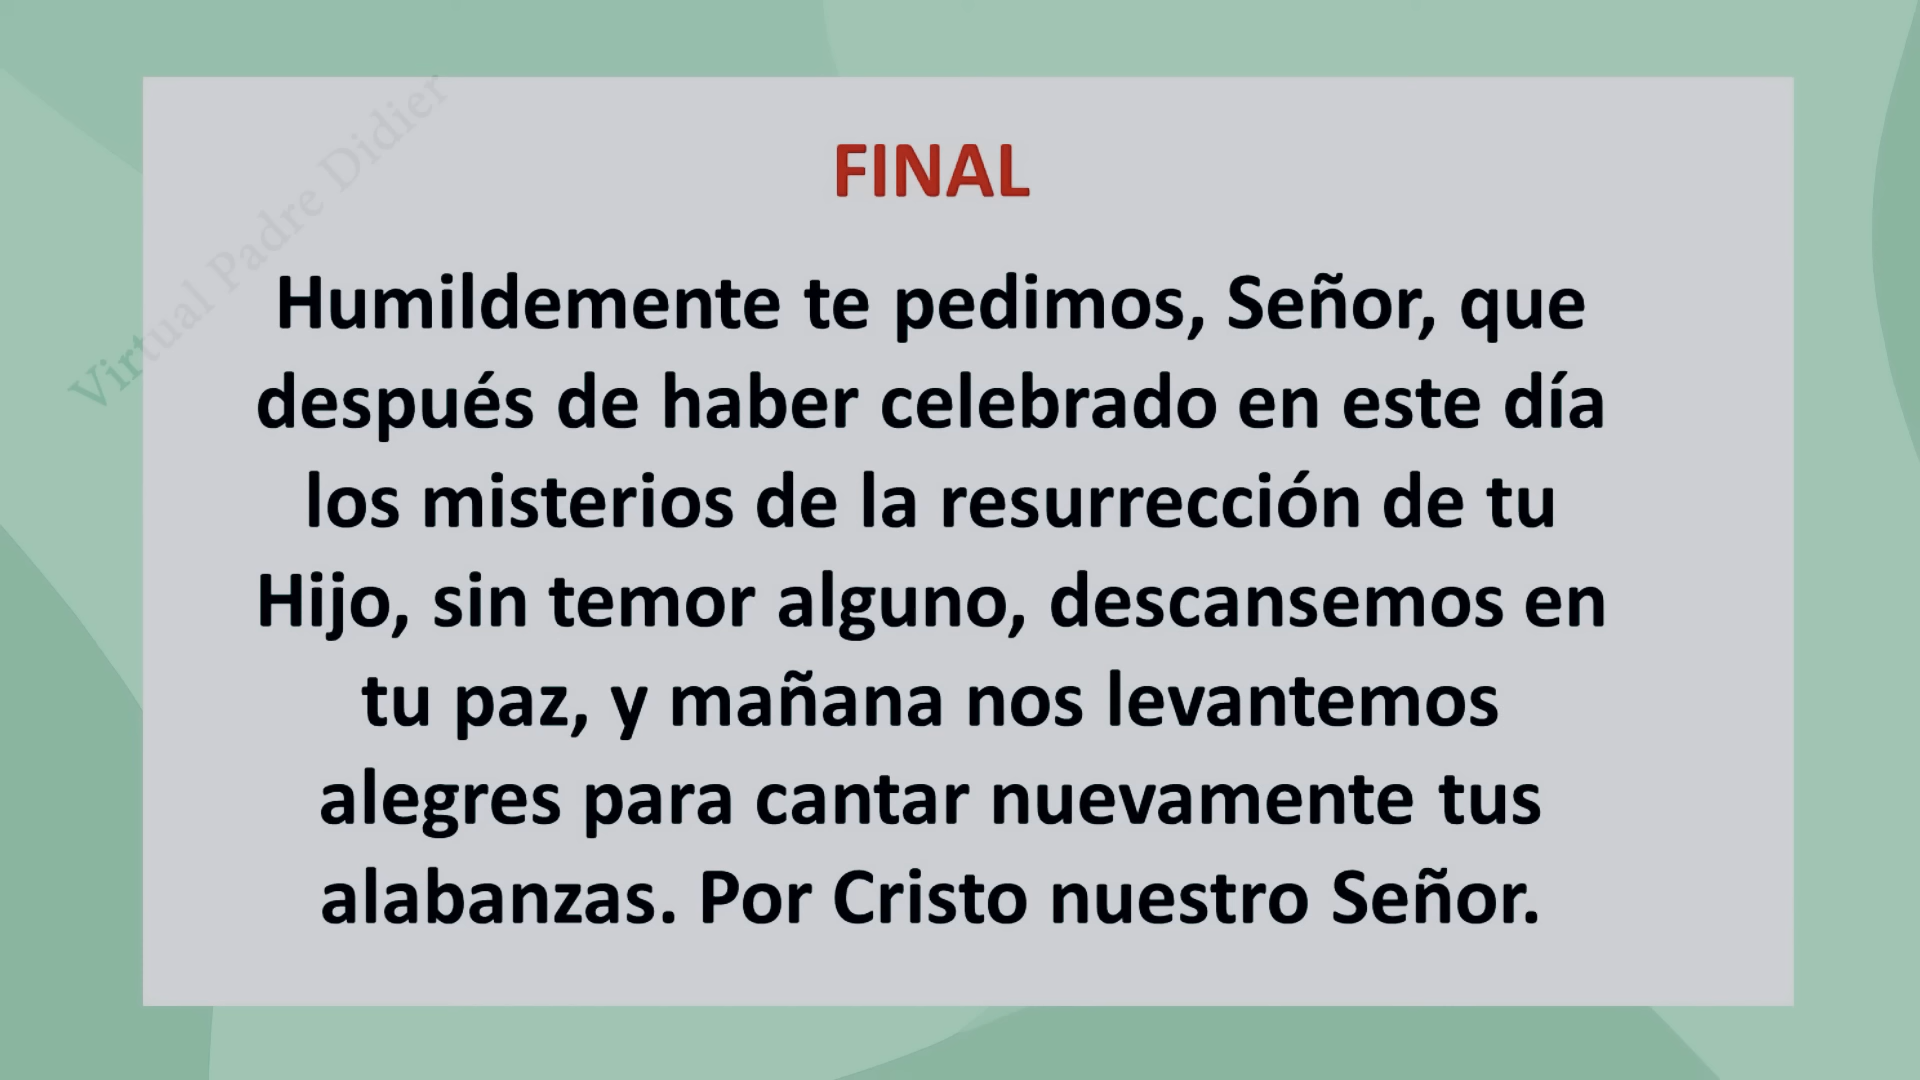 FINAL
Humildemente te pedimos, Señor, que
después de haber celebrado en este día
los misterios de la resurrección de tu
Hijo, sin temor alguno, descansemos en
tu paz, y mañana nos levantemos
alegres para cantar nuevamente tus
alabanzas. Por Cristo nuestro Señor.
Virtual Padre Didier